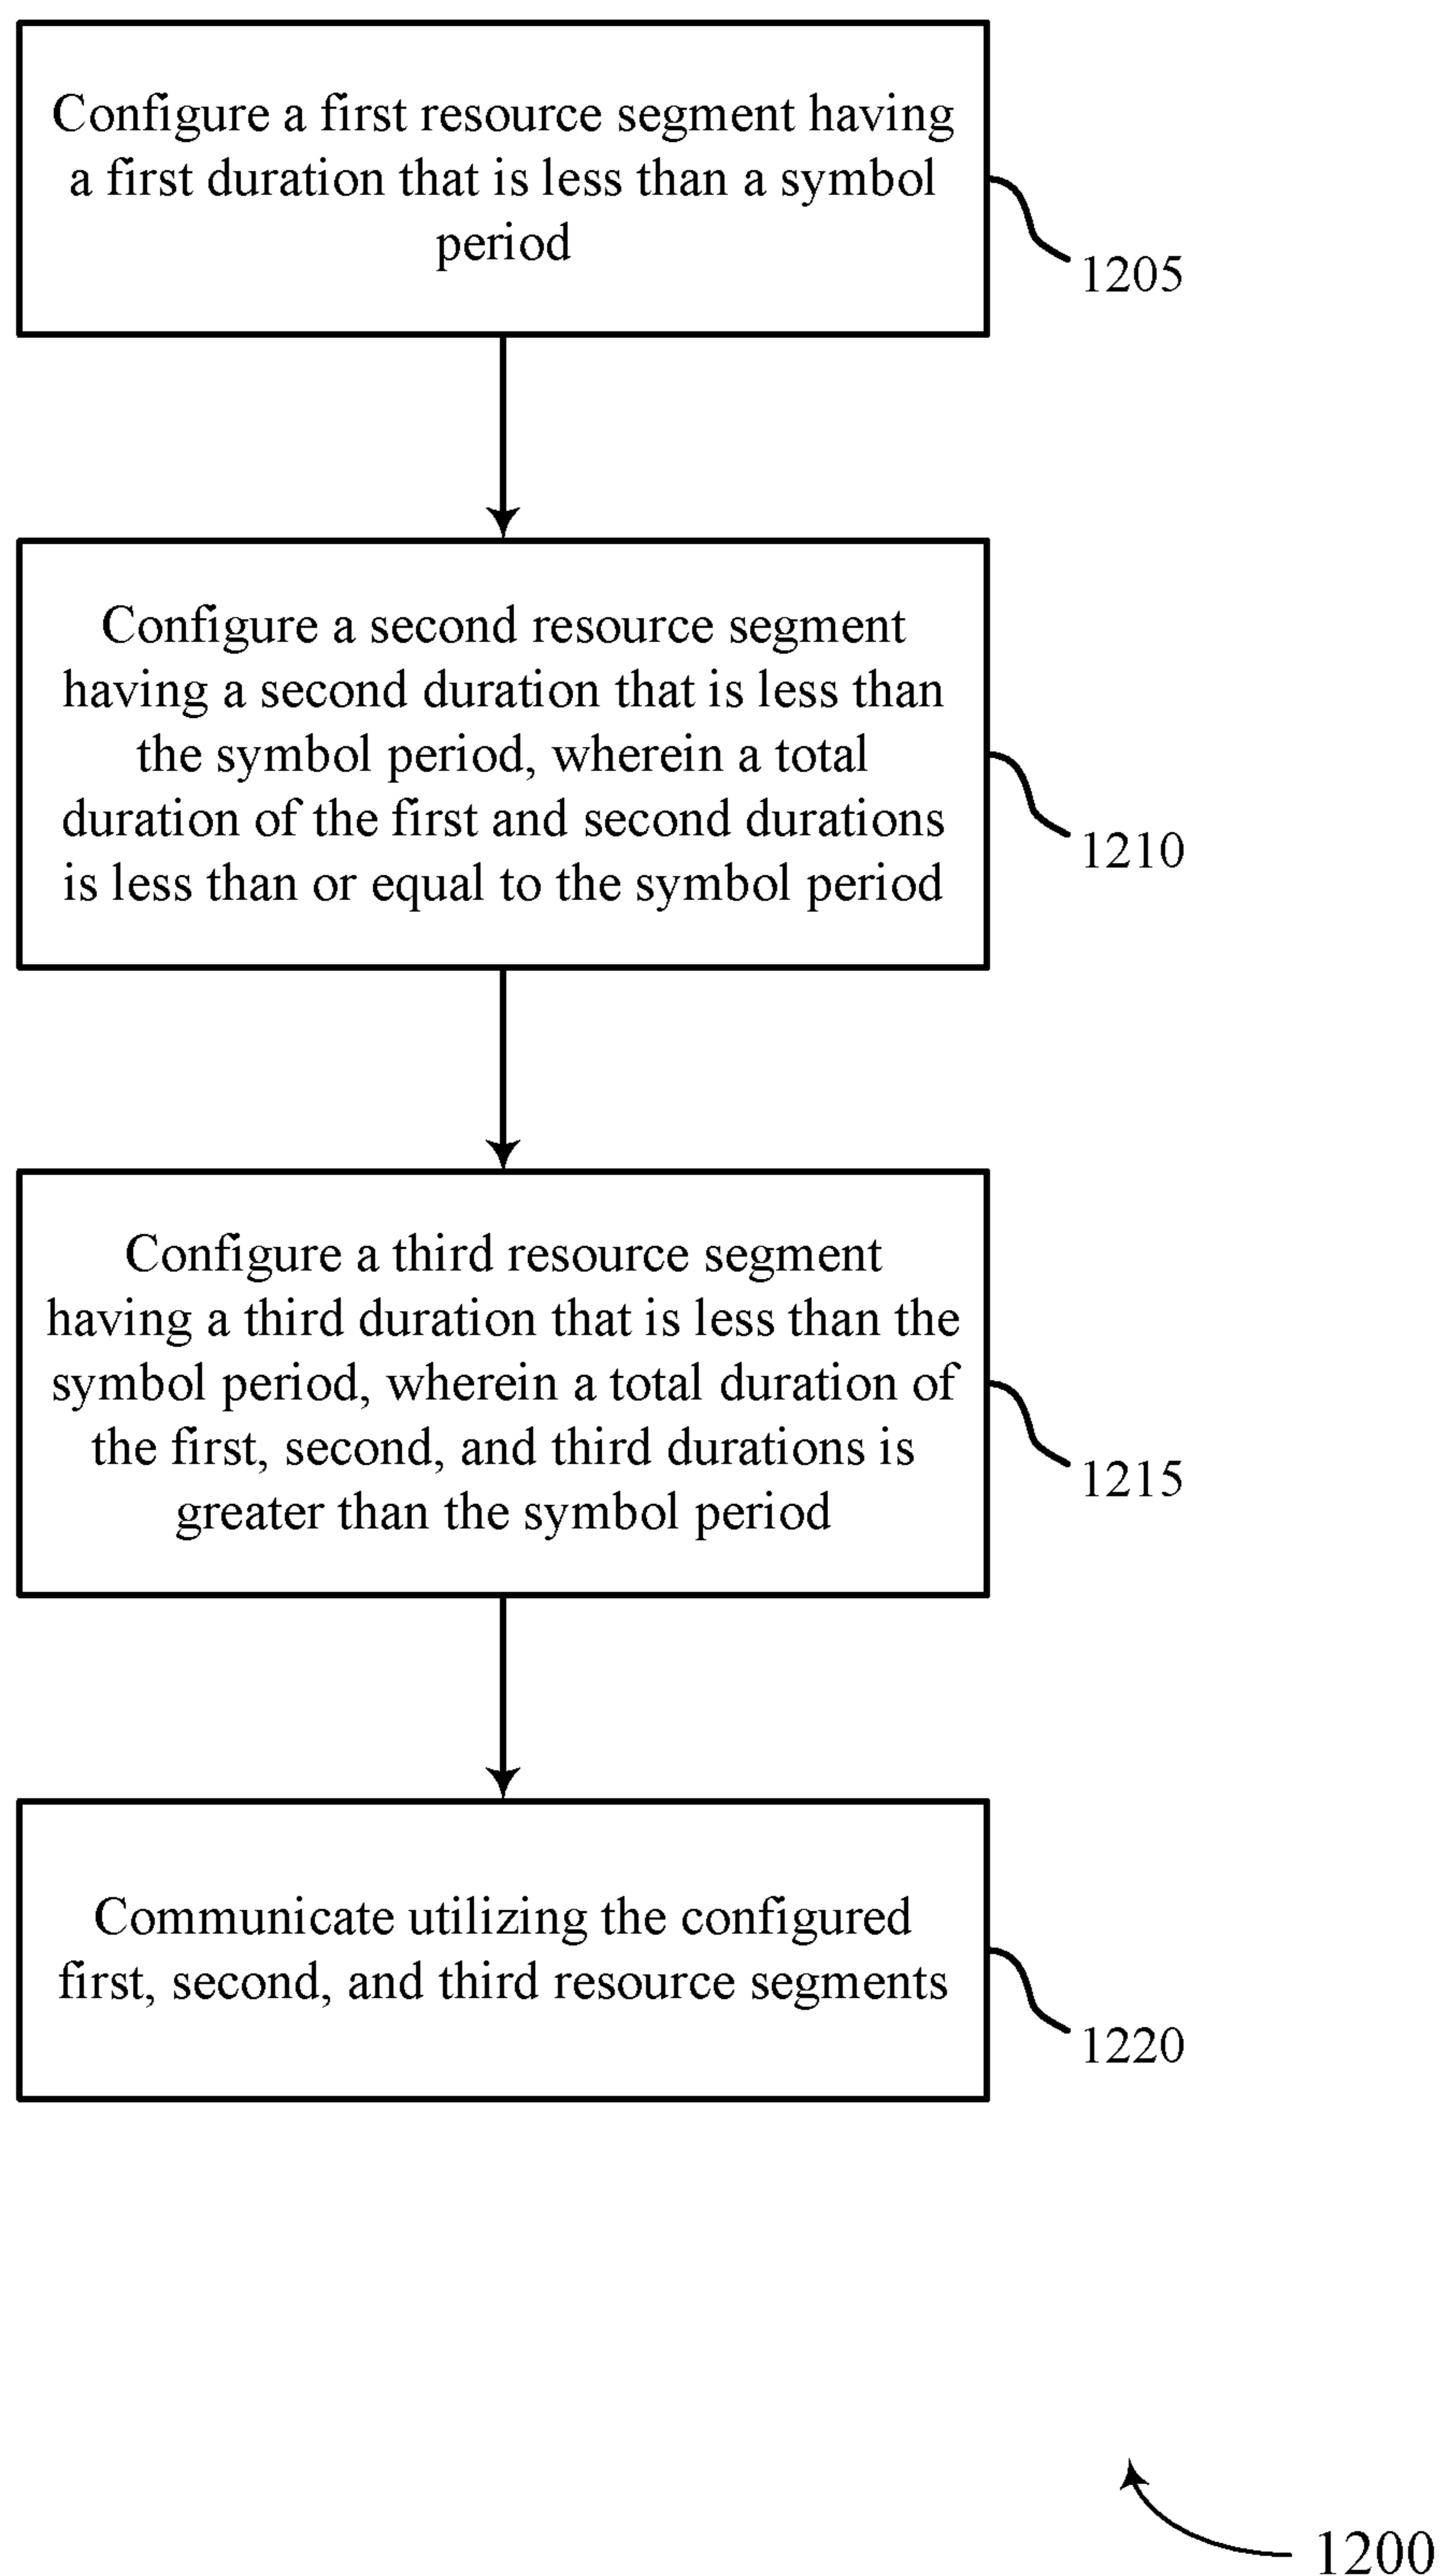 Configure a first resource segment having
a first duration that is less than a symbol
period
1205
Configure a second resource segment
having a second duration that is less than
the symbol period, wherein a total
duration of the first and second durations
is less than or equal to the symbol period
1210
Configure a third resource segment
having a third duration that is less than the
symbol period, wherein a total duration of
the first, second, and third durations is
greater than the symbol period
1215
Communicate utilizing the configured
first, second, and third resource segments
1220
1200